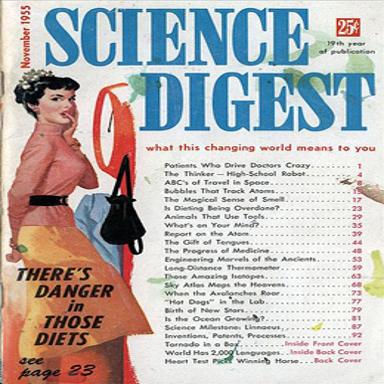 November 1955
SCIENCE
DIGEST
25¢
19th year
of publication
what this changing world means to you
Patients Who Drive Doctors Crazy.......... 1
The Thinker — High-School Robot.......... 4
ABC's of Travel in Space.......... 8
Bubbles That Track Atoms.......... 13
The Magical Sense of Smell.......... 17
Is Dieting Being Overdone?.......... 23
Animals That Use Tools.......... 29
What's on Your Mind?.......... 35
Report on the Atom.......... 39
The Gift of Tongues.......... 44
The Progress of Medicine.......... 48
Engineering Marvels of the Ancients.......... 53
Long-Distance Thermometer.......... 59
Those Amazing Isotopes.......... 63
Sky Atlas Maps the Heavens.......... 68
When the Avalanches Roar.......... 73
"Hot Dogs" in the Lab.......... 77
Birth of New Stars.......... 79
Is the Ocean Growing?.......... 81
Science Milestone: Linnaeus,.......... 87
Inventions, Patents, Processes.......... 92
Tornado in a Box.......... Inside Front Cover
World Has 2,000 Languages.. Inside Back Cover
Heart Test Picks Winning Horse.... Back Cover
THERE'S
DANGER
in
THOSE
DIETS
see
page 23